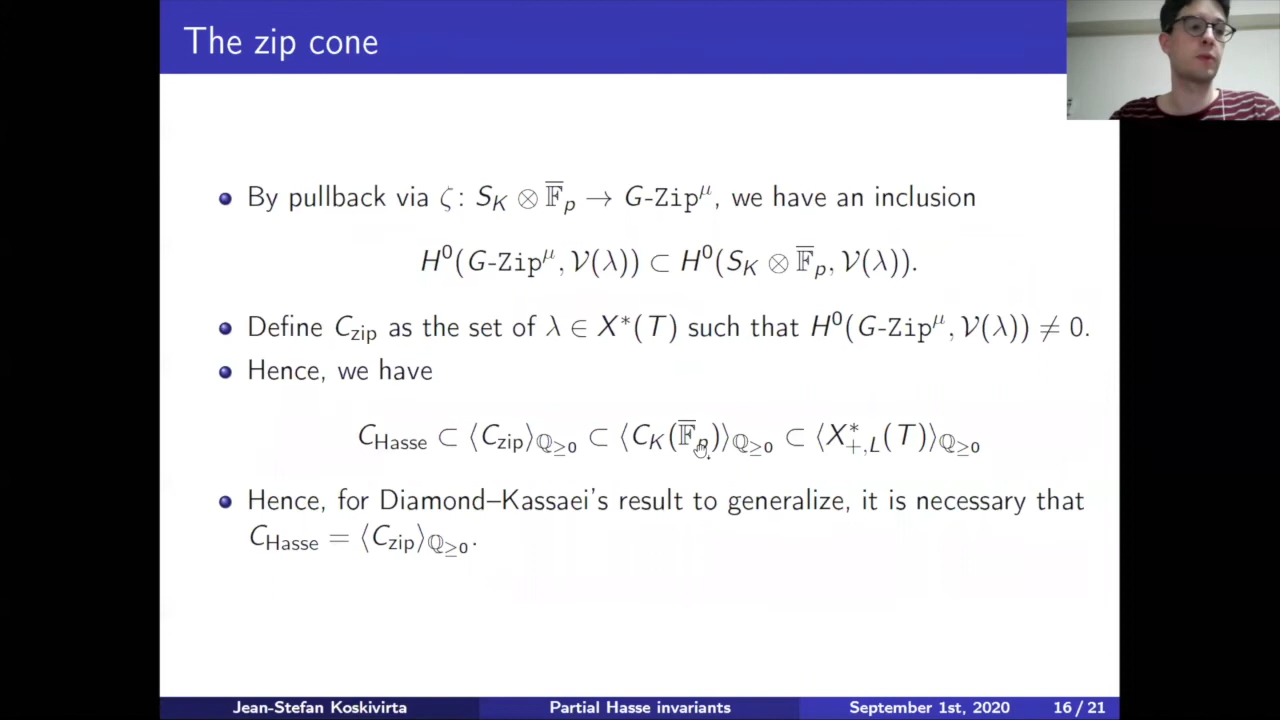 The zip cone
By pullback via ζ: S_K ⊗ 𝔽̅_p → G-Zip^μ, we have an inclusion
H⁰(G-Zip^μ, 𝒱(λ)) ⊂ H⁰(S_K ⊗ 𝔽̅_p, 𝒱(λ)).
Define C_zip as the set of λ ∈ X*(T) such that H⁰(G-Zip^μ, 𝒱(λ)) ≠ 0.
Hence, we have
C_Hasse ⊂ ⟨C_zip⟩_{ℚ≥0} ⊂ ⟨C_K(𝔽̅_p)⟩_{ℚ≥0} ⊂ ⟨X*_{+,L}(T)⟩_{ℚ≥0}
Hence, for Diamond–Kassaei's result to generalize, it is necessary that
C_Hasse = ⟨C_zip⟩_{ℚ≥0}.
Jean-Stefan Koskivirta Partial Hasse invariants September 1st, 2020 16 / 21